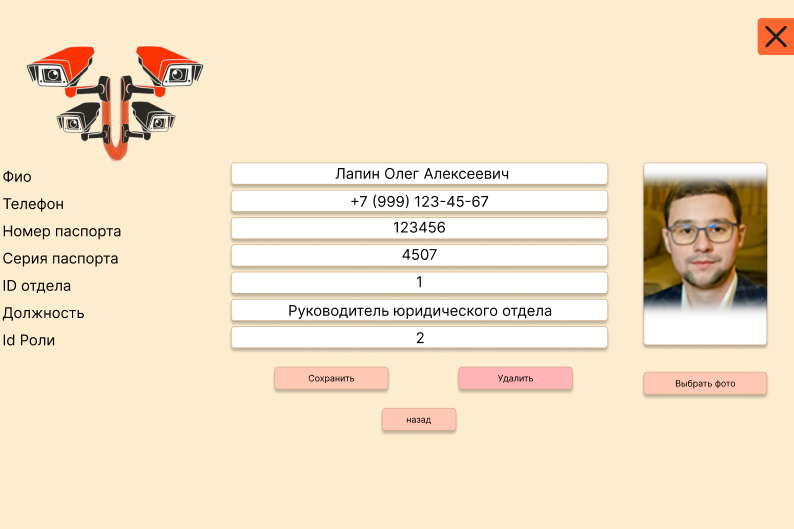 Фио
Лапин Олег Алексеевич
Телефон
+7 (999) 123-45-67
Номер паспорта
123456
Серия паспорта
4507
ID отдела
1
Должность
Руководитель юридического отдела
Id Роли
2
Сохранить
Удалить
Выбрать фото
назад